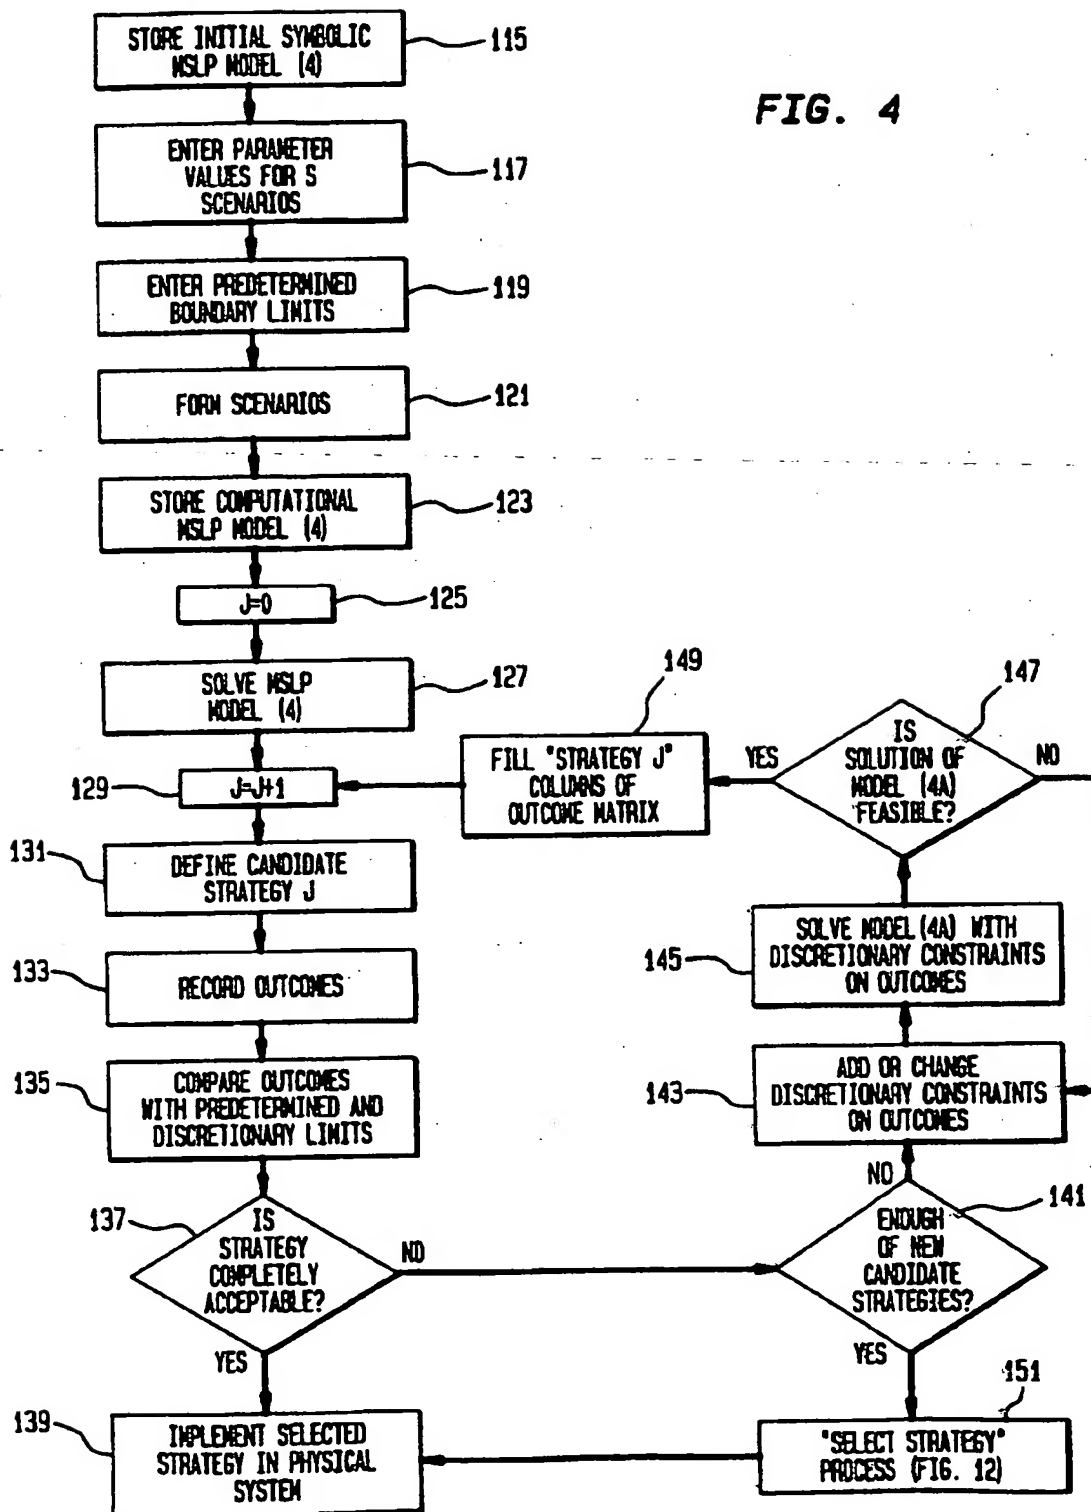 FIG. 4
STORE INITIAL SYMBOLIC
MSLP MODEL (4)
115
ENTER PARAMETER
VALUES FOR S
SCENARIOS
117
ENTER PREDETERMINED
BOUNDARY LIMITS
119
FORM SCENARIOS
121
STORE COMPUTATIONAL
MSLP MODEL (4)
123
J=0
125
SOLVE MSLP
MODEL (4)
127
129
J=J+1
131
DEFINE CANDIDATE
STRATEGY J
133
RECORD OUTCOMES
135
COMPARE OUTCOMES
WITH PREDETERMINED AND
DISCRETIONARY LIMITS
137
IS
STRATEGY
COMPLETELY
ACCEPTABLE?
NO
YES
139
IMPLEMENT SELECTED
STRATEGY IN PHYSICAL
SYSTEM
149
FILL "STRATEGY J"
COLUMNS OF
OUTCOME MATRIX
147
YES
IS
SOLUTION OF
MODEL (4A)
FEASIBLE?
NO
145
SOLVE MODEL (4A) WITH
DISCRETIONARY CONSTRAINTS
ON OUTCOMES
143
ADD OR CHANGE
DISCRETIONARY CONSTRAINTS
ON OUTCOMES
NO
141
ENOUGH
OF NEW
CANDIDATE
STRATEGIES?
YES
151
"SELECT STRATEGY"
PROCESS (FIG. 12)